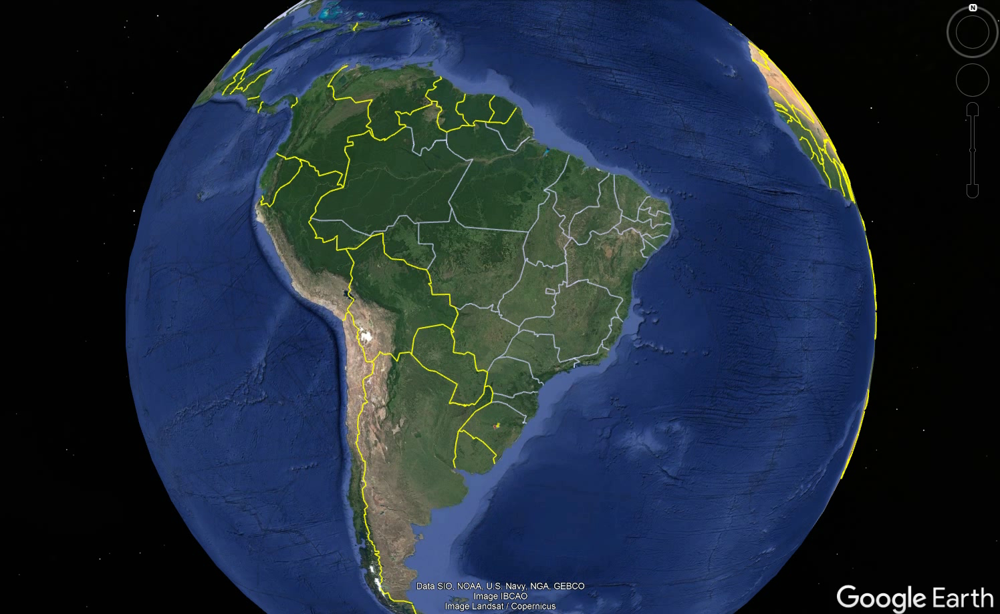 N
Data SIO, NOAA, U.S. Navy, NGA, GEBCO
Image IBCAO
Image Landsat / Copernicus
Google Earth